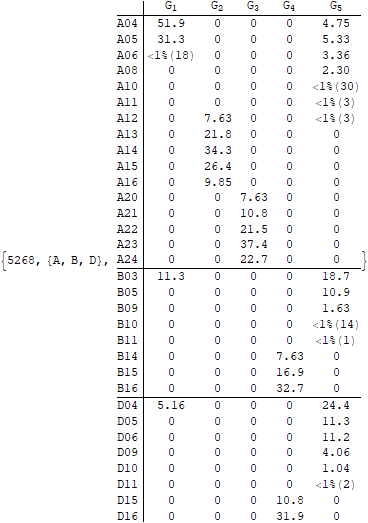 G1 G2 G3 G4 G5
A04 51.9 0 0 0 4.75
A05 31.3 0 0 0 5.33
A06 <1%(18) 0 0 0 3.36
A08 0 0 0 0 2.30
A10 0 0 0 0 <1%(30)
A11 0 0 0 0 <1%(3)
A12 0 7.63 0 0 <1%(3)
A13 0 21.8 0 0 0
A14 0 34.3 0 0 0
A15 0 26.4 0 0 0
A16 0 9.85 0 0 0
A20 0 0 7.63 0 0
A21 0 0 10.8 0 0
A22 0 0 21.5 0 0
A23 0 0 37.4 0 0
{5268, {A, B, D}, A24 0 0 22.7 0 0 }
B03 11.3 0 0 0 18.7
B05 0 0 0 0 10.9
B09 0 0 0 0 1.63
B10 0 0 0 0 <1%(14)
B11 0 0 0 0 <1%(1)
B14 0 0 0 7.63 0
B15 0 0 0 16.9 0
B16 0 0 0 32.7 0
D04 5.16 0 0 0 24.4
D05 0 0 0 0 11.3
D06 0 0 0 0 11.2
D09 0 0 0 0 4.06
D10 0 0 0 0 1.04
D11 0 0 0 0 <1%(2)
D15 0 0 0 10.8 0
D16 0 0 0 31.9 0